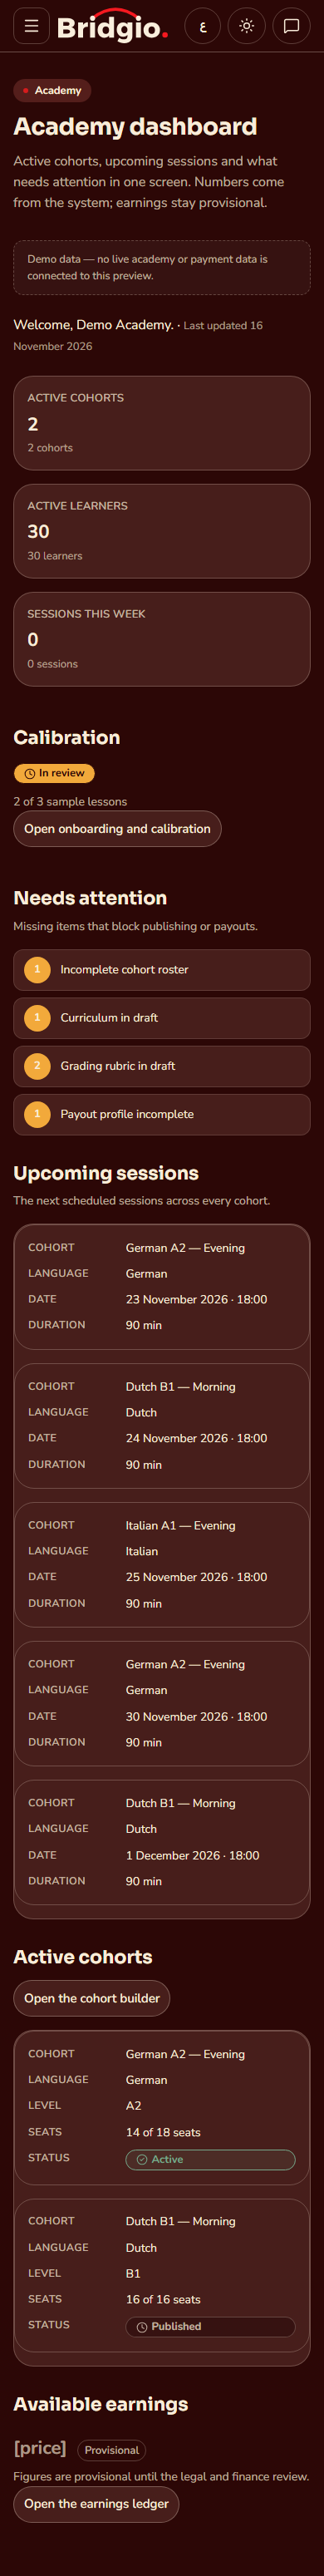 Bridgio.
ع
Academy
Academy dashboard
Active cohorts, upcoming sessions and what
needs attention in one screen. Numbers come
from the system; earnings stay provisional.
Demo data — no live academy or payment data is
connected to this preview.
Welcome, Demo Academy. · Last updated 16
November 2026
ACTIVE COHORTS
2
2 cohorts
ACTIVE LEARNERS
30
30 learners
SESSIONS THIS WEEK
0
0 sessions
Calibration
In review
2 of 3 sample lessons
Open onboarding and calibration
Needs attention
Missing items that block publishing or payouts.
1 Incomplete cohort roster
1 Curriculum in draft
2 Grading rubric in draft
1 Payout profile incomplete
Upcoming sessions
The next scheduled sessions across every cohort.
COHORT German A2 — Evening
LANGUAGE German
DATE 23 November 2026 · 18:00
DURATION 90 min
COHORT Dutch B1 — Morning
LANGUAGE Dutch
DATE 24 November 2026 · 18:00
DURATION 90 min
COHORT Italian A1 — Evening
LANGUAGE Italian
DATE 25 November 2026 · 18:00
DURATION 90 min
COHORT German A2 — Evening
LANGUAGE German
DATE 30 November 2026 · 18:00
DURATION 90 min
COHORT Dutch B1 — Morning
LANGUAGE Dutch
DATE 1 December 2026 · 18:00
DURATION 90 min
Active cohorts
Open the cohort builder
COHORT German A2 — Evening
LANGUAGE German
LEVEL A2
SEATS 14 of 18 seats
STATUS Active
COHORT Dutch B1 — Morning
LANGUAGE Dutch
LEVEL B1
SEATS 16 of 16 seats
STATUS Published
Available earnings
[price] Provisional
Figures are provisional until the legal and finance review.
Open the earnings ledger